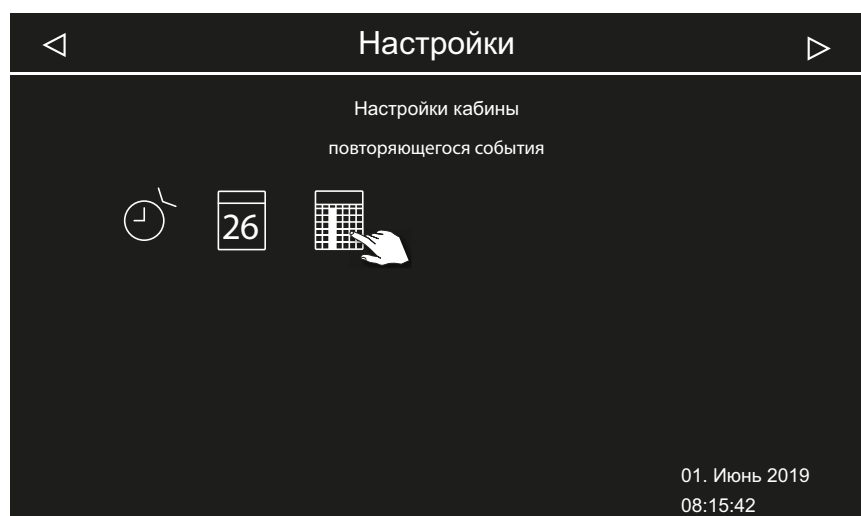 Настройки
Настройки кабины
повторяющегося события
26
01. Июнь 2019
08:15:42